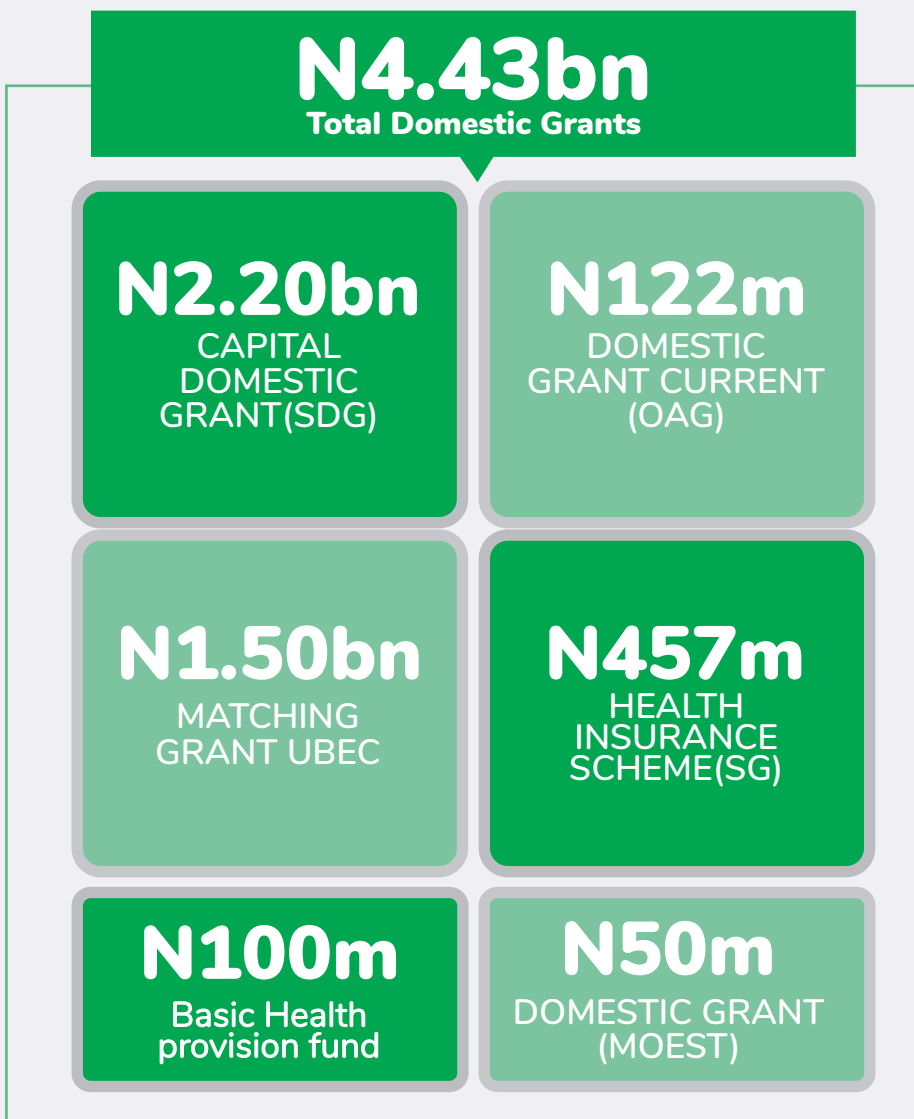 N4.43bn
Total Domestic Grants
N2.20bn
CAPITAL
DOMESTIC
GRANT(SDG)
N122m
DOMESTIC
GRANT CURRENT
(OAG)
N1.50bn
MATCHING
GRANT UBEC
N457m
HEALTH
INSURANCE
SCHEME(SG)
N100m
Basic Health
provision fund
N50m
DOMESTIC GRANT
(MOEST)